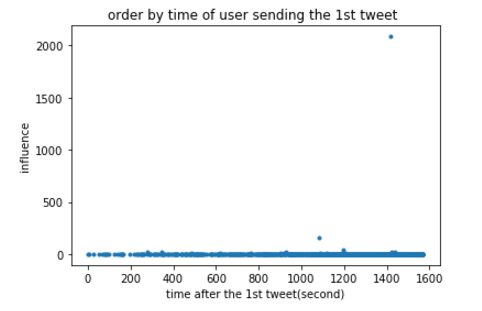 order by time of user sending the 1st tweet
2000
1500
1000
500
0
influence
0 200 400 600 800 1000 1200 1400 1600
time after the 1st tweet(second)